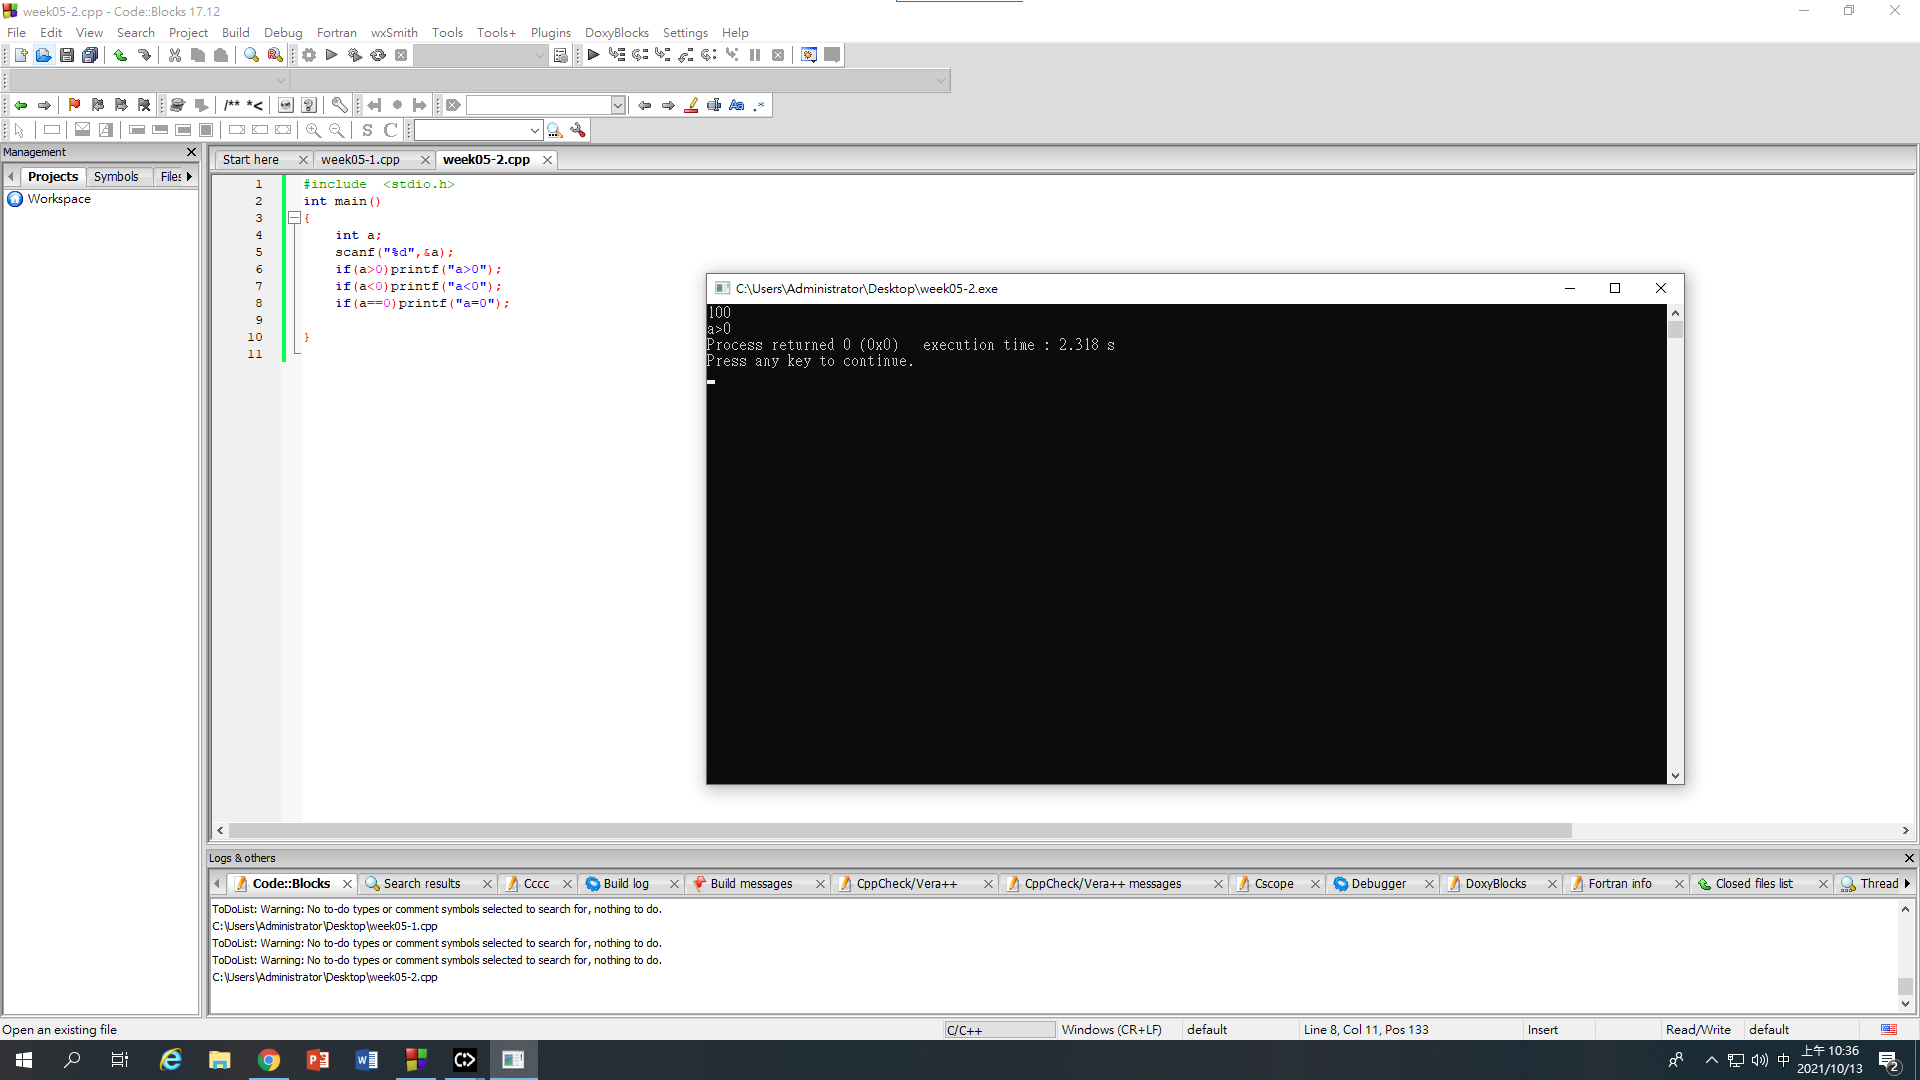 week05-2.cpp - Code::Blocks 17.12
File Edit View Search Project Build Debug Fortran wxSmith Tools Tools+ Plugins DoxyBlocks Settings Help
/** *<
Aa .*
S C
Management
Projects Symbols Files
Workspace
Start here week05-1.cpp week05-2.cpp
1 #include  <stdio.h>
2 int main()
3 {
4 int a;
5 scanf("%d",&a);
6 if(a>0)printf("a>0");
7 if(a<0)printf("a<0");
8 if(a==0)printf("a=0");
9
10 }
11
C:\Users\Administrator\Desktop\week05-2.exe
100
a>0
Process returned 0 (0x0)   execution time : 2.318 s
Press any key to continue.
Logs & others
Code::Blocks Search results Cccc Build log Build messages CppCheck/Vera++ CppCheck/Vera++ messages Cscope Debugger DoxyBlocks Fortran info Closed files list Thread
ToDoList: Warning: No to-do types or comment symbols selected to search for, nothing to do.
C:\Users\Administrator\Desktop\week05-1.cpp
ToDoList: Warning: No to-do types or comment symbols selected to search for, nothing to do.
ToDoList: Warning: No to-do types or comment symbols selected to search for, nothing to do.
C:\Users\Administrator\Desktop\week05-2.cpp
Open an existing file C/C++ Windows (CR+LF) default Line 8, Col 11, Pos 133 Insert Read/Write default
中 上午 10:36
2021/10/13
2